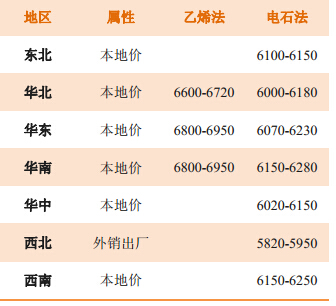 地区 属性 乙烯法 电石法
东北 本地价 6100-6150
华北 本地价 6600-6720 6000-6180
华东 本地价 6800-6950 6070-6230
华南 本地价 6800-6950 6150-6280
华中 本地价 6020-6150
西北 外销出厂 5820-5950
西南 本地价 6150-6250